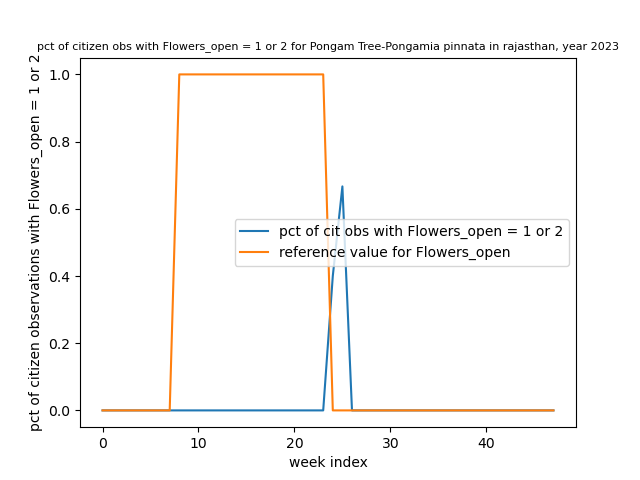 pct of citizen obs with Flowers_open = 1 or 2 for Pongam Tree-Pongamia pinnata in rajasthan, year 2023
pct of citizen observations with Flowers_open = 1 or 2
1.0
0.8
0.6
0.4
0.2
0.0
pct of cit obs with Flowers_open = 1 or 2
reference value for Flowers_open
0 10 20 30 40
week index